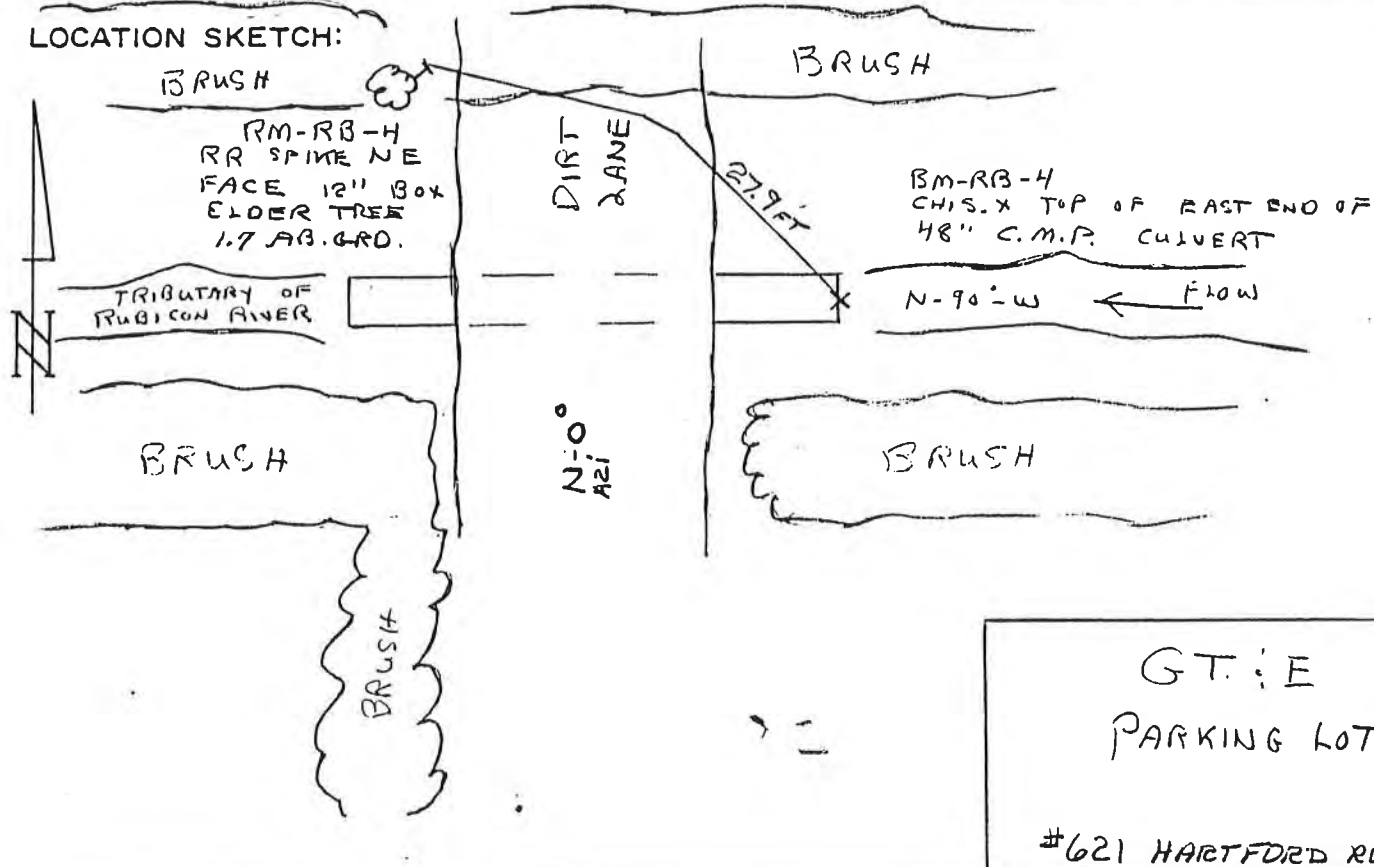 LOCATION SKETCH:
BRUSH
BRUSH
RM-RB-4
RR SPIKE NE
FACE 12" BOX
ELDER TREE
1.7 AB.GRD.
DIRT
LANE
27.9 FT
BM-RB-4
CHIS. X TOP OF EAST END OF
48" C.M.P. CULVERT
TRIBUTARY OF
RUBICON RIVER
N-90°-W
FLOW
N
BRUSH
N-0°
AZI
BRUSH
BRUSH
G.T. & E
PARKING LOT
#621 HARTFORD